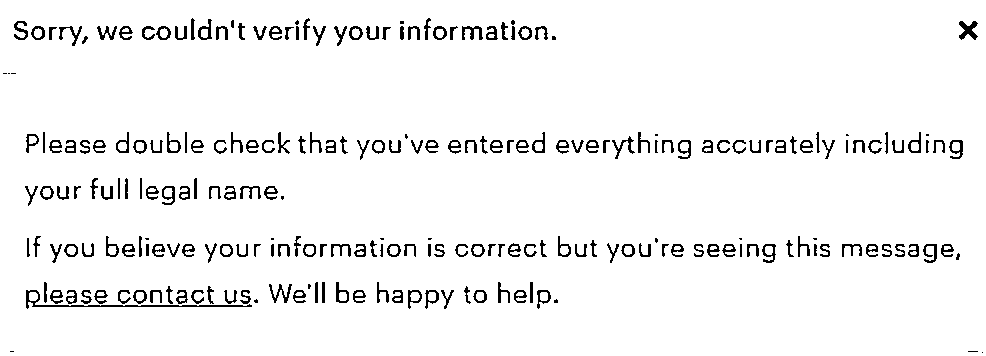 Sorry, we couldn't verify your information.
Please double check that you've entered everything accurately including
your full legal name.
If you believe your information is correct but you're seeing this message,
please contact us. We'll be happy to help.